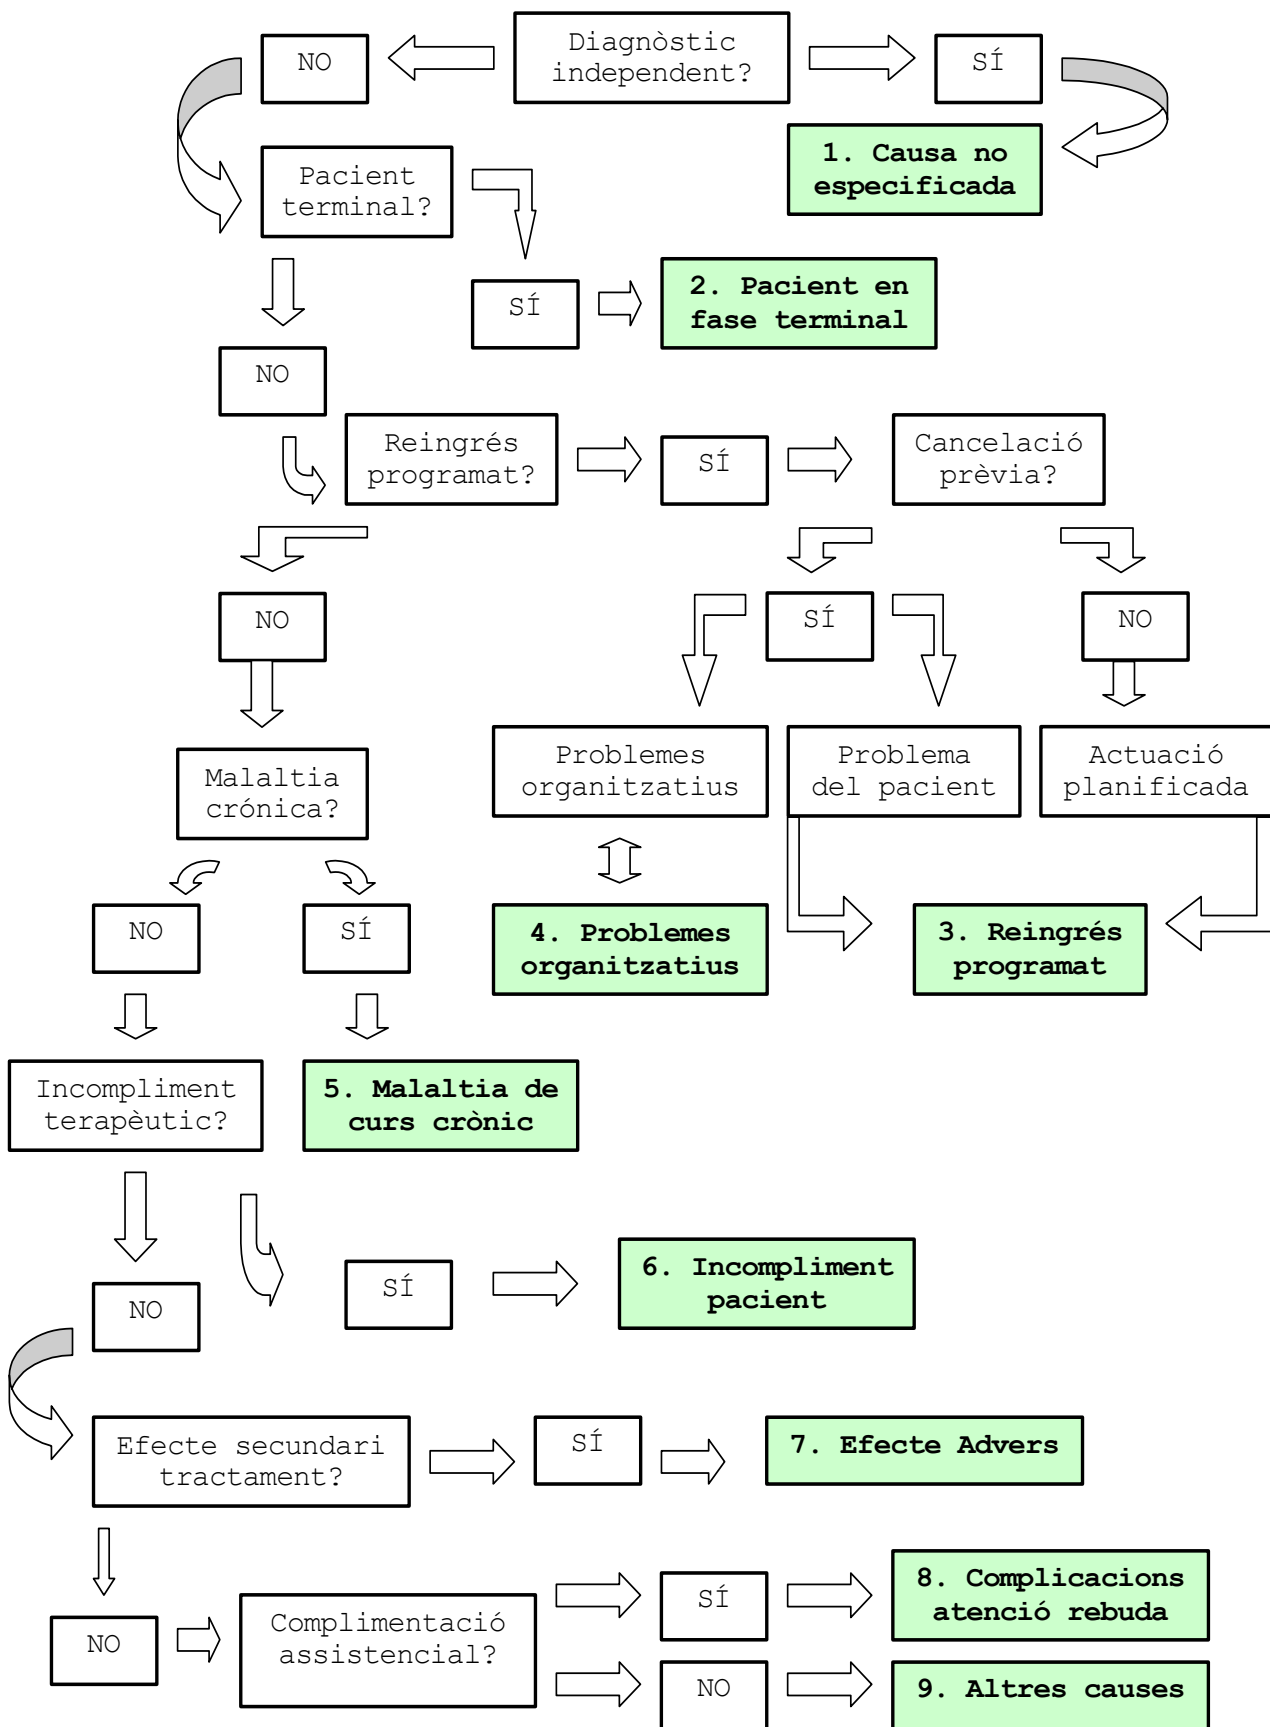 NO
Diagnòstic
independent?
SÍ
1. Causa no
especificada
Pacient
terminal?
SÍ
2. Pacient en
fase terminal
NO
Reingrés
programat?
SÍ
Cancelació
prèvia?
NO
SÍ
NO
Malaltia
crónica?
Problemes
organitzatius
Problema
del pacient
Actuació
planificada
NO
SÍ
4. Problemes
organitzatius
3. Reingrés
programat
Incompliment
terapèutic?
5. Malaltia de
curs crònic
NO
SÍ
6. Incompliment
pacient
Efecte secundari
tractament?
SÍ
7. Efecte Advers
NO
Complimentació
assistencial?
SÍ
8. Complicacions
atenció rebuda
NO
9. Altres causes